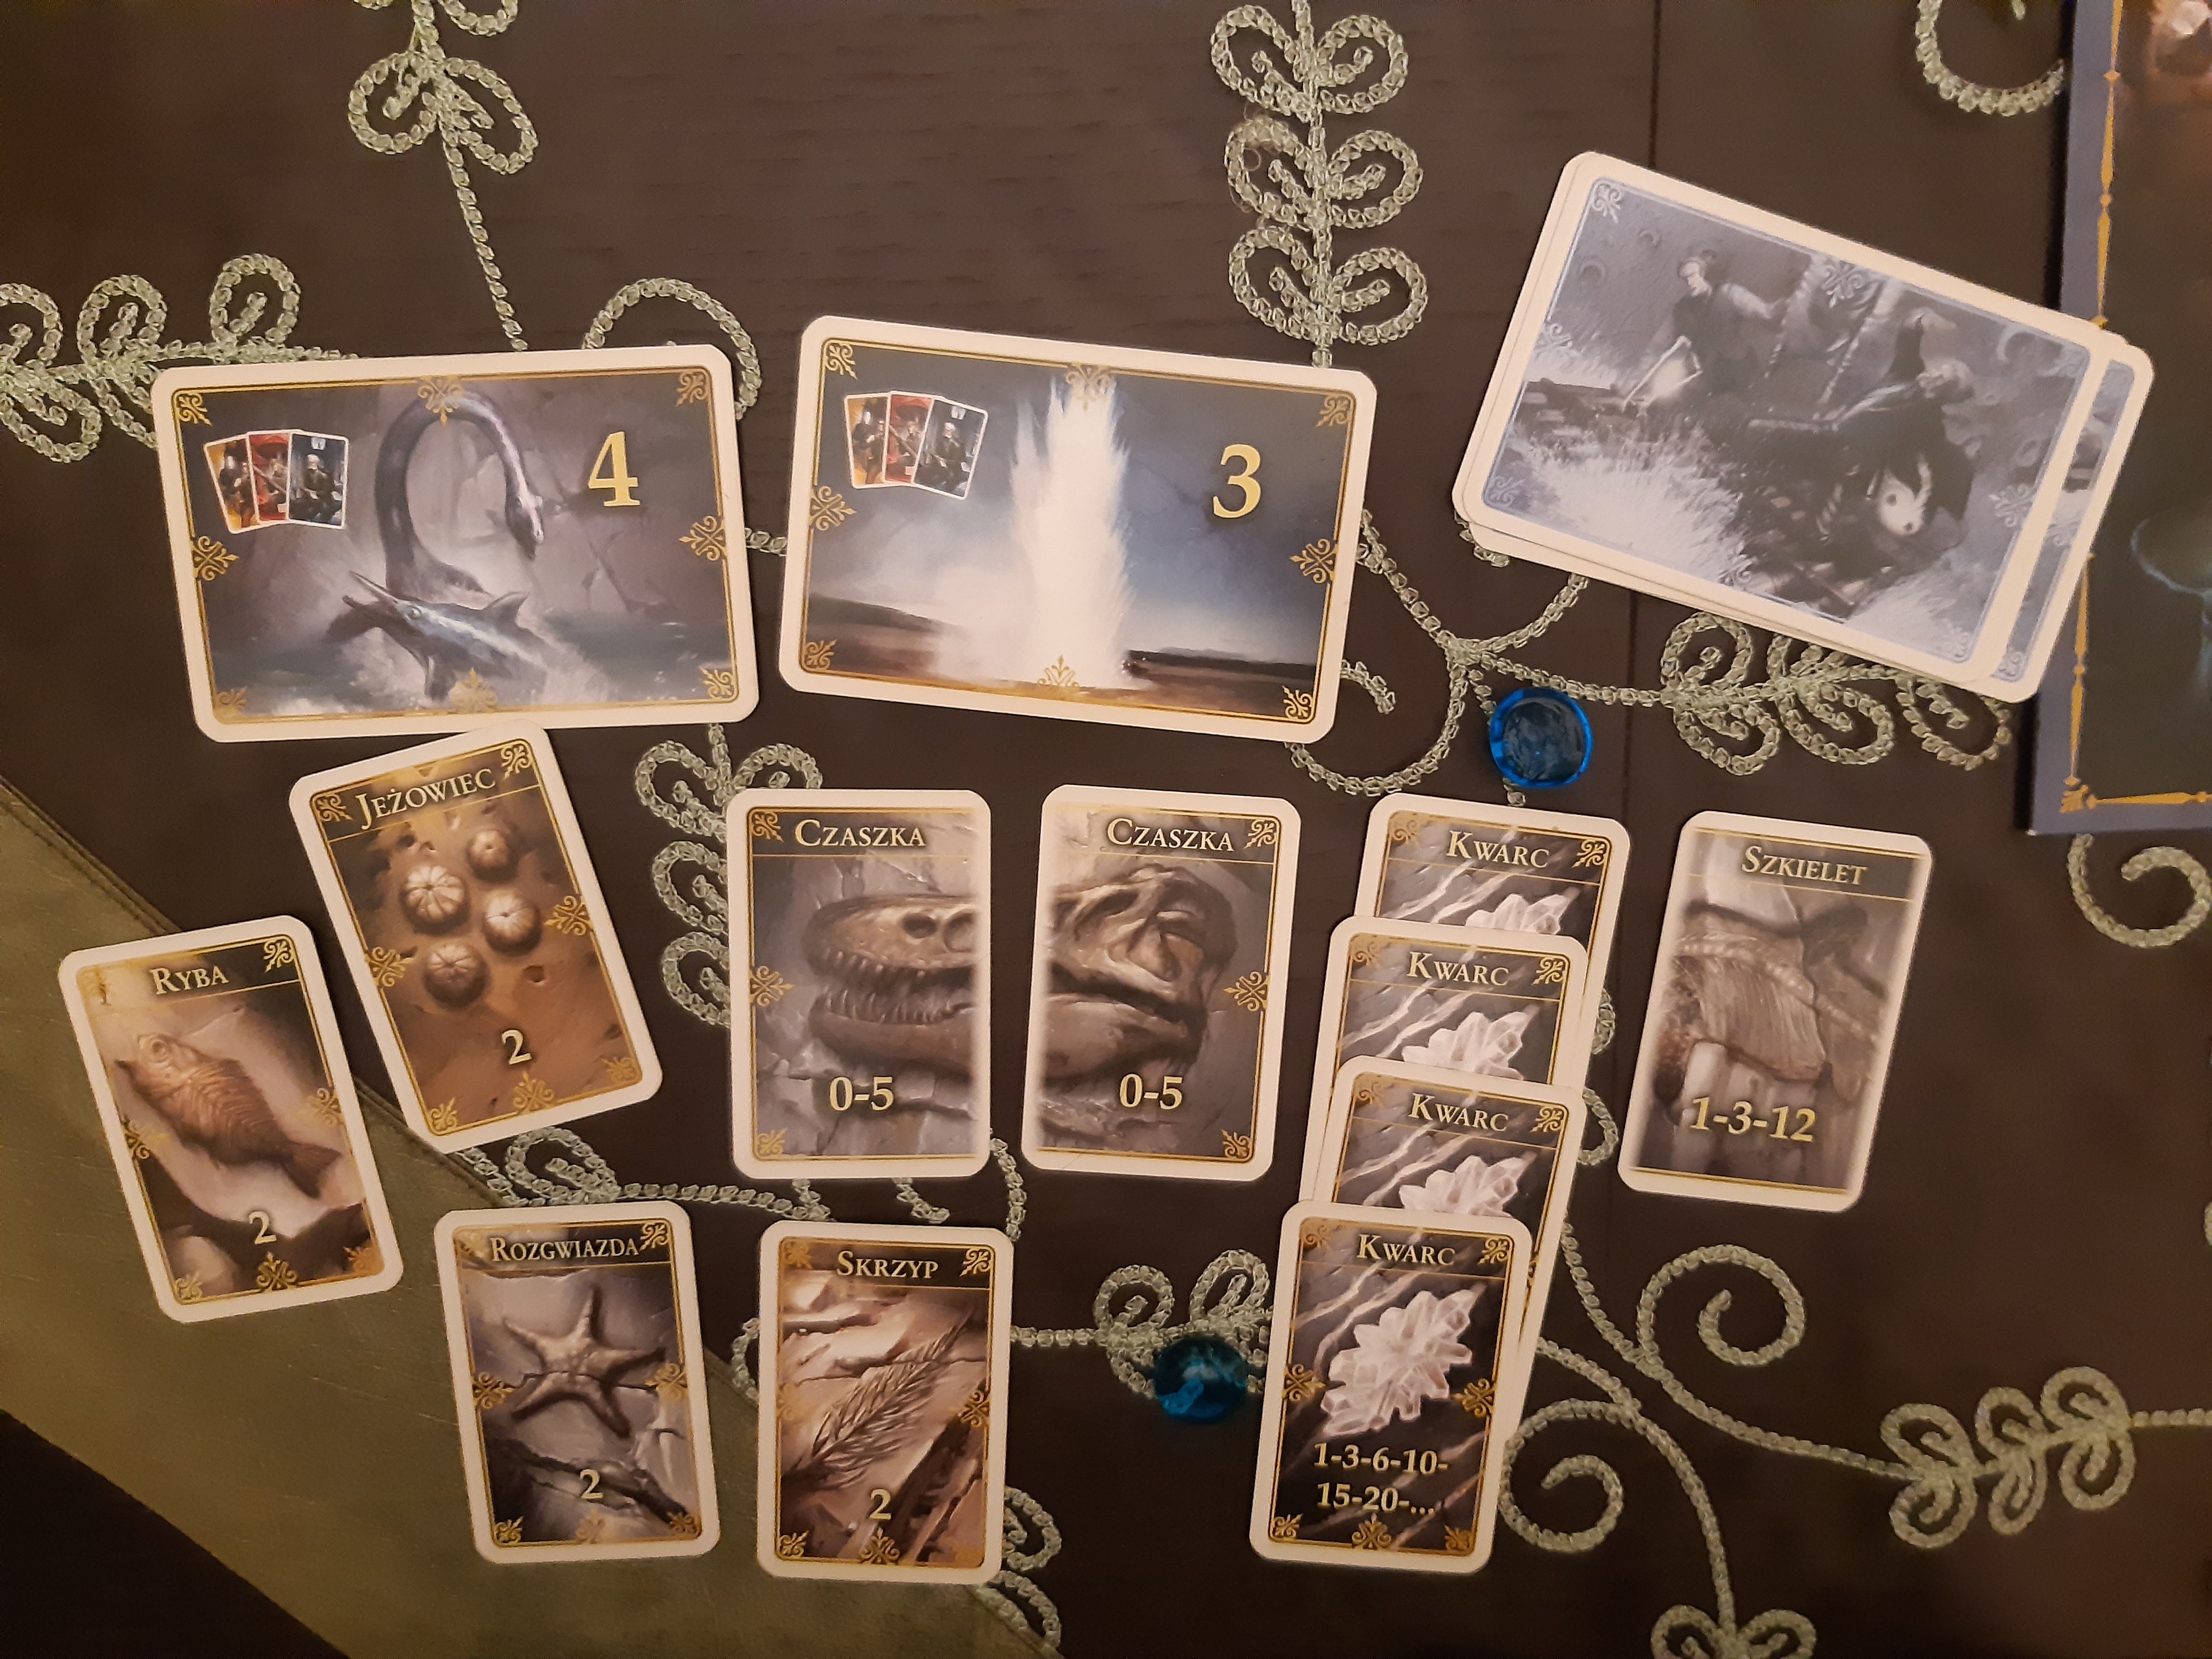 4
3
RYBA
2
JEŻOWIEC
2
ROZGWIAZDA
2
SKRZYP
2
CZASZKA
0-5
CZASZKA
0-5
KWARC
KWARC
KWARC
KWARC
1-3-6-10-
15-20-...
SZKIELET
1-3-12